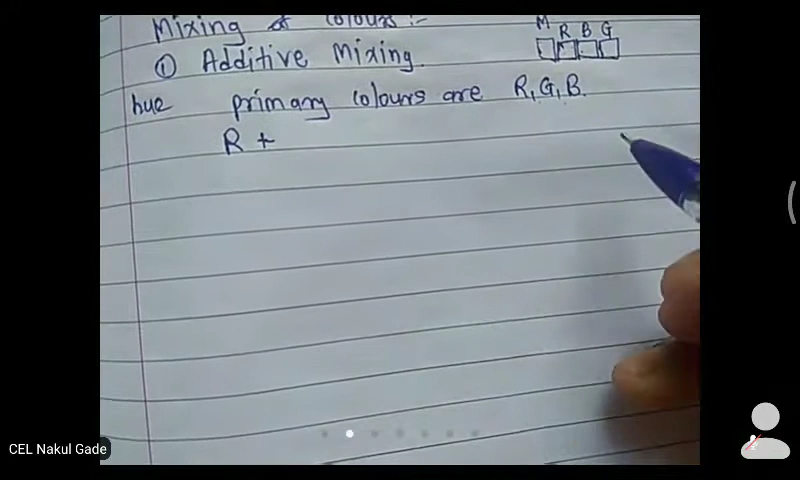 Mixing of colours :-
M R B G
① Additive Mixing.
hue primary colours are R, G, B.
R +
CEL Nakul Gade